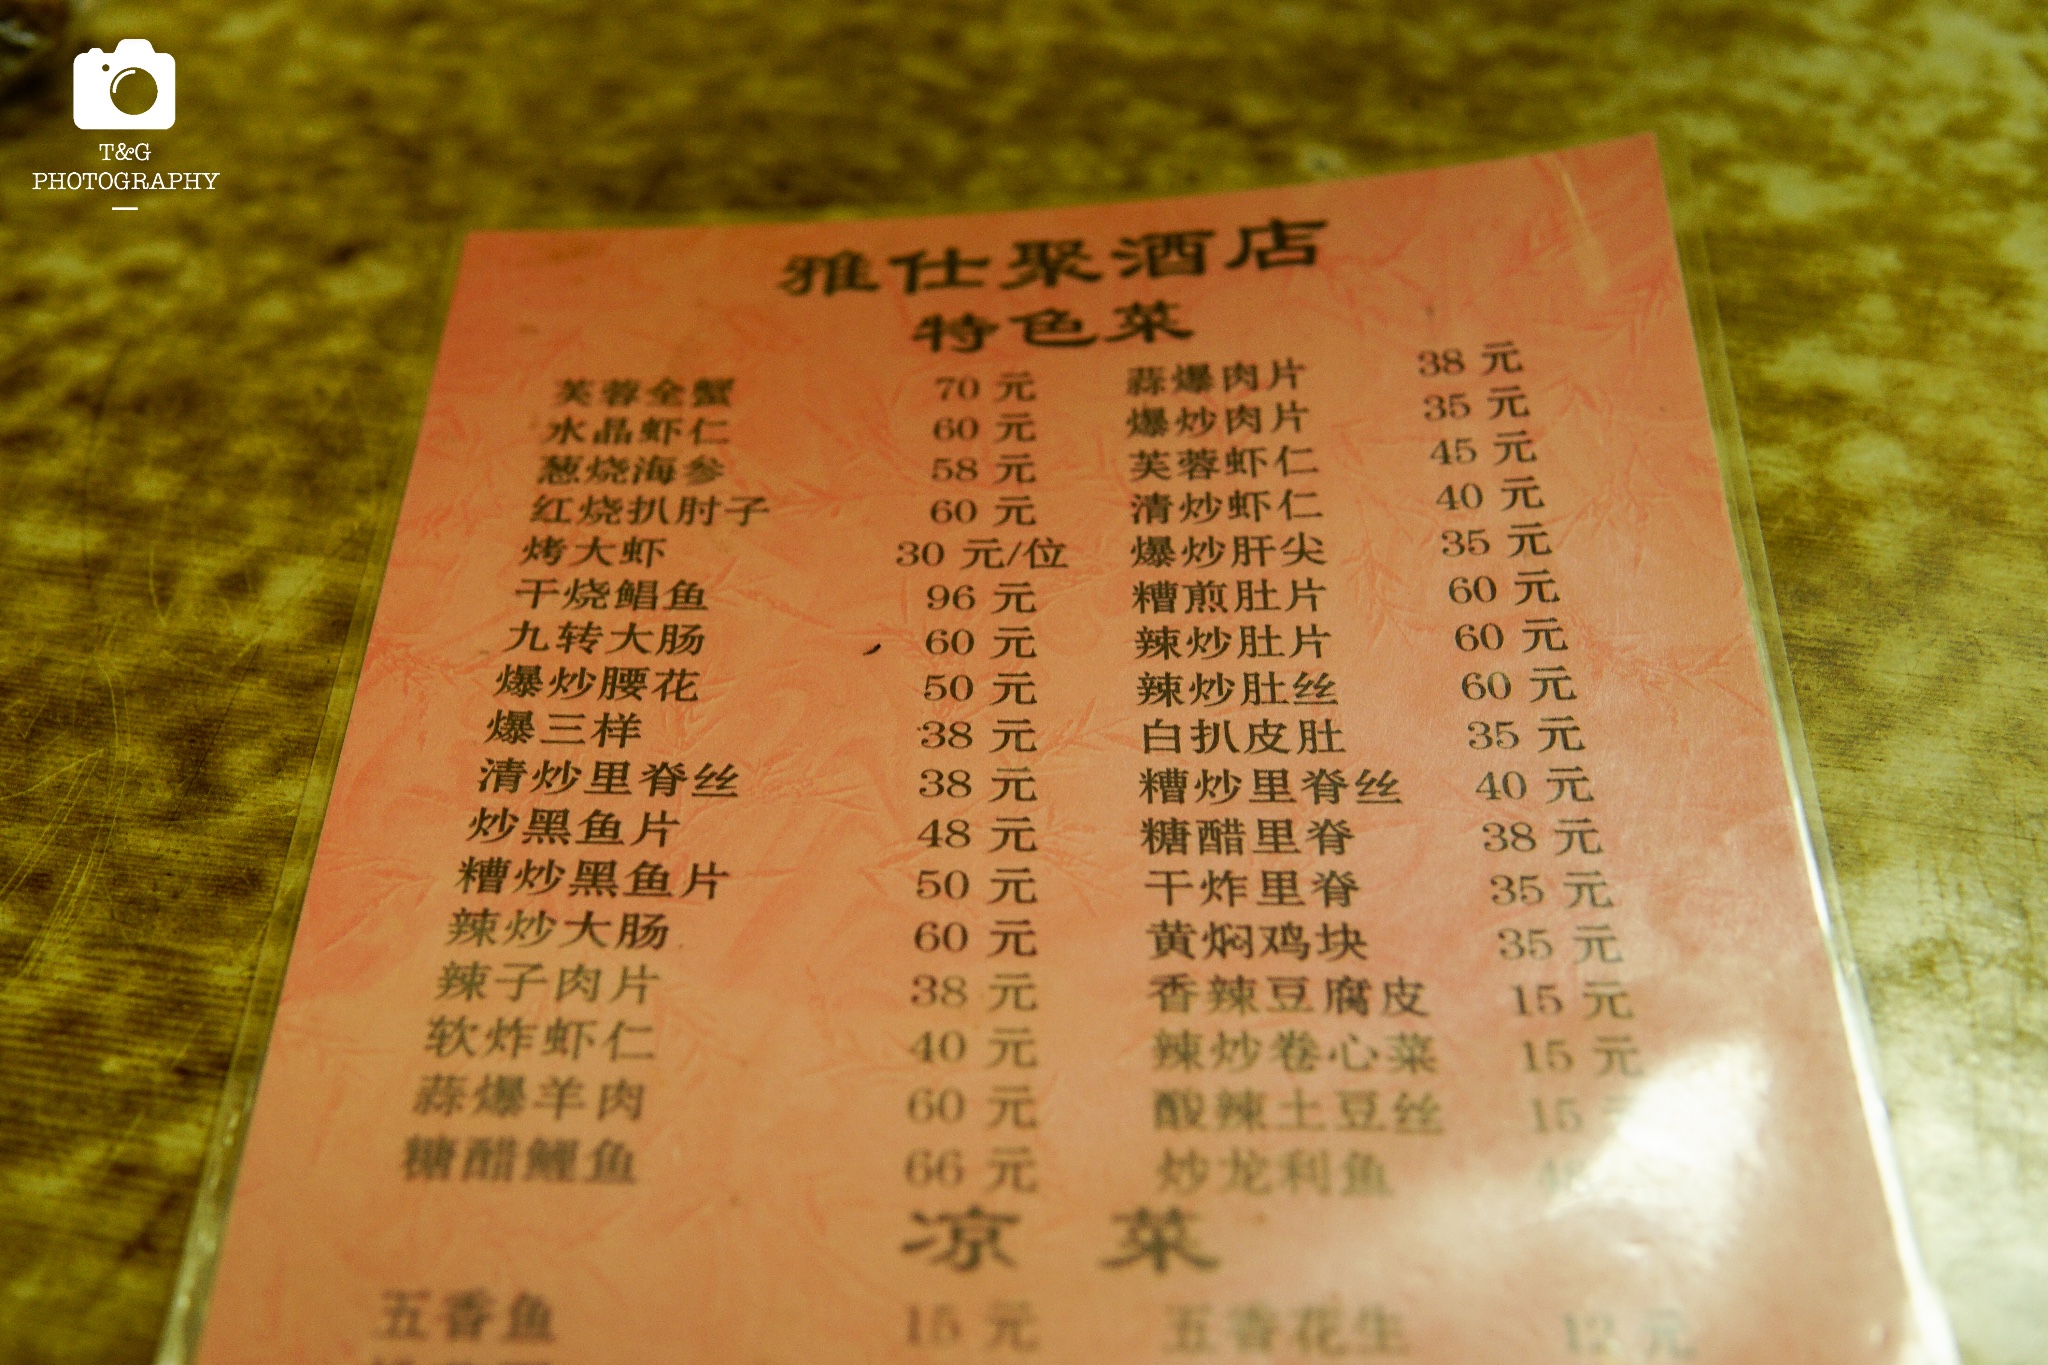 T&G
PHOTOGRAPHY
雅仕聚酒店
特色菜
芙蓉全蟹 70 元 蒜爆肉片 38 元
水晶虾仁 60 元 爆炒肉片 35 元
葱烧海参 58 元 芙蓉虾仁 45 元
红烧扒肘子 60 元 清炒虾仁 40 元
烤大虾 30 元/位 爆炒肝尖 35 元
干烧鲳鱼 96 元 糟煎肚片 60 元
九转大肠 60 元 辣炒肚片 60 元
爆炒腰花 50 元 辣炒肚丝 60 元
爆三样 38 元 白扒皮肚 35 元
清炒里脊丝 38 元 糟炒里脊丝 40 元
炒黑鱼片 48 元 糖醋里脊 38 元
糟炒黑鱼片 50 元 干炸里脊 35 元
辣炒大肠 60 元 黄焖鸡块 35 元
辣子肉片 38 元 香辣豆腐皮 15 元
软炸虾仁 40 元 辣炒卷心菜 15 元
蒜爆羊肉 60 元 酸辣土豆丝 15 元
糖醋鲤鱼 66 元 炒龙利鱼
凉 菜
五香鱼 15 元 五香花生 12 元